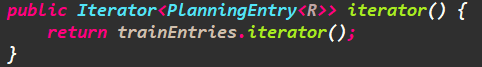 public Iterator<PlanningEntry<R>> iterator() {
    return trainEntries.iterator();
}